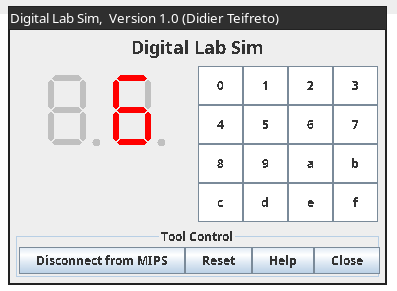 Digital Lab Sim, Version 1.0 (Didier Teifreto)
Digital Lab Sim
8. 6.
0 1 2 3
4 5 6 7
8 9 a b
c d e f
Tool Control
Disconnect from MIPS Reset Help Close